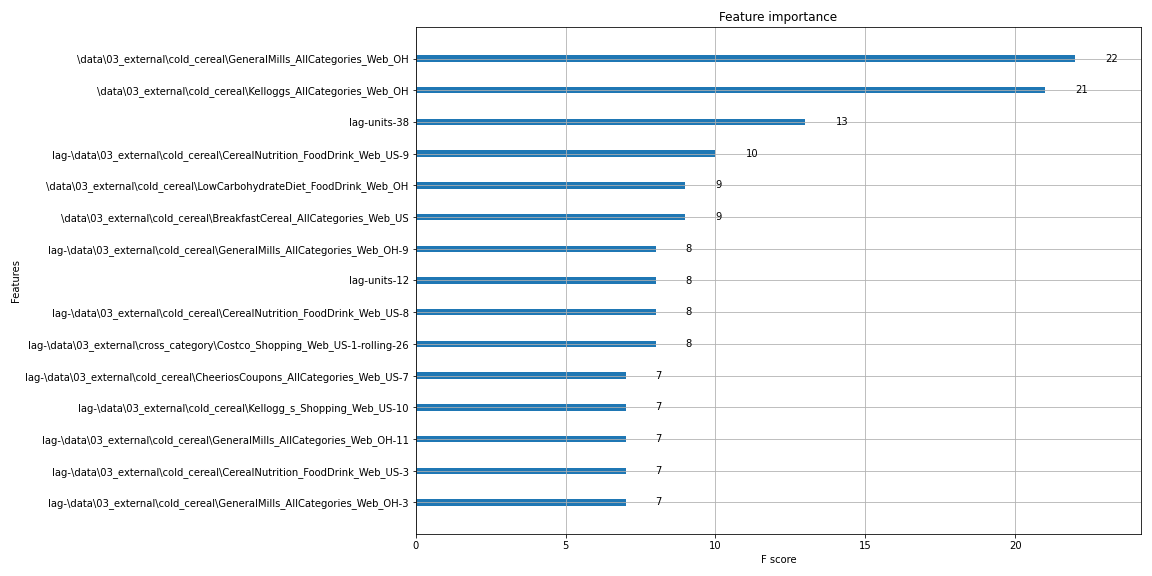 Feature importance
\data\03_external\cold_cereal\GeneralMills_AllCategories_Web_OH 22
\data\03_external\cold_cereal\Kelloggs_AllCategories_Web_OH 21
lag-units-38 13
lag-\data\03_external\cold_cereal\CerealNutrition_FoodDrink_Web_US-9 10
\data\03_external\cold_cereal\LowCarbohydrateDiet_FoodDrink_Web_OH 9
\data\03_external\cold_cereal\BreakfastCereal_AllCategories_Web_US 9
lag-\data\03_external\cold_cereal\GeneralMills_AllCategories_Web_OH-9 8
lag-units-12 8
lag-\data\03_external\cold_cereal\CerealNutrition_FoodDrink_Web_US-8 8
lag-\data\03_external\cross_category\Costco_Shopping_Web_US-1-rolling-26 8
lag-\data\03_external\cold_cereal\CheeriosCoupons_AllCategories_Web_US-7 7
lag-\data\03_external\cold_cereal\Kellogg_s_Shopping_Web_US-10 7
lag-\data\03_external\cold_cereal\GeneralMills_AllCategories_Web_OH-11 7
lag-\data\03_external\cold_cereal\CerealNutrition_FoodDrink_Web_US-3 7
lag-\data\03_external\cold_cereal\GeneralMills_AllCategories_Web_OH-3 7
Features
0 5 10 15 20
F score